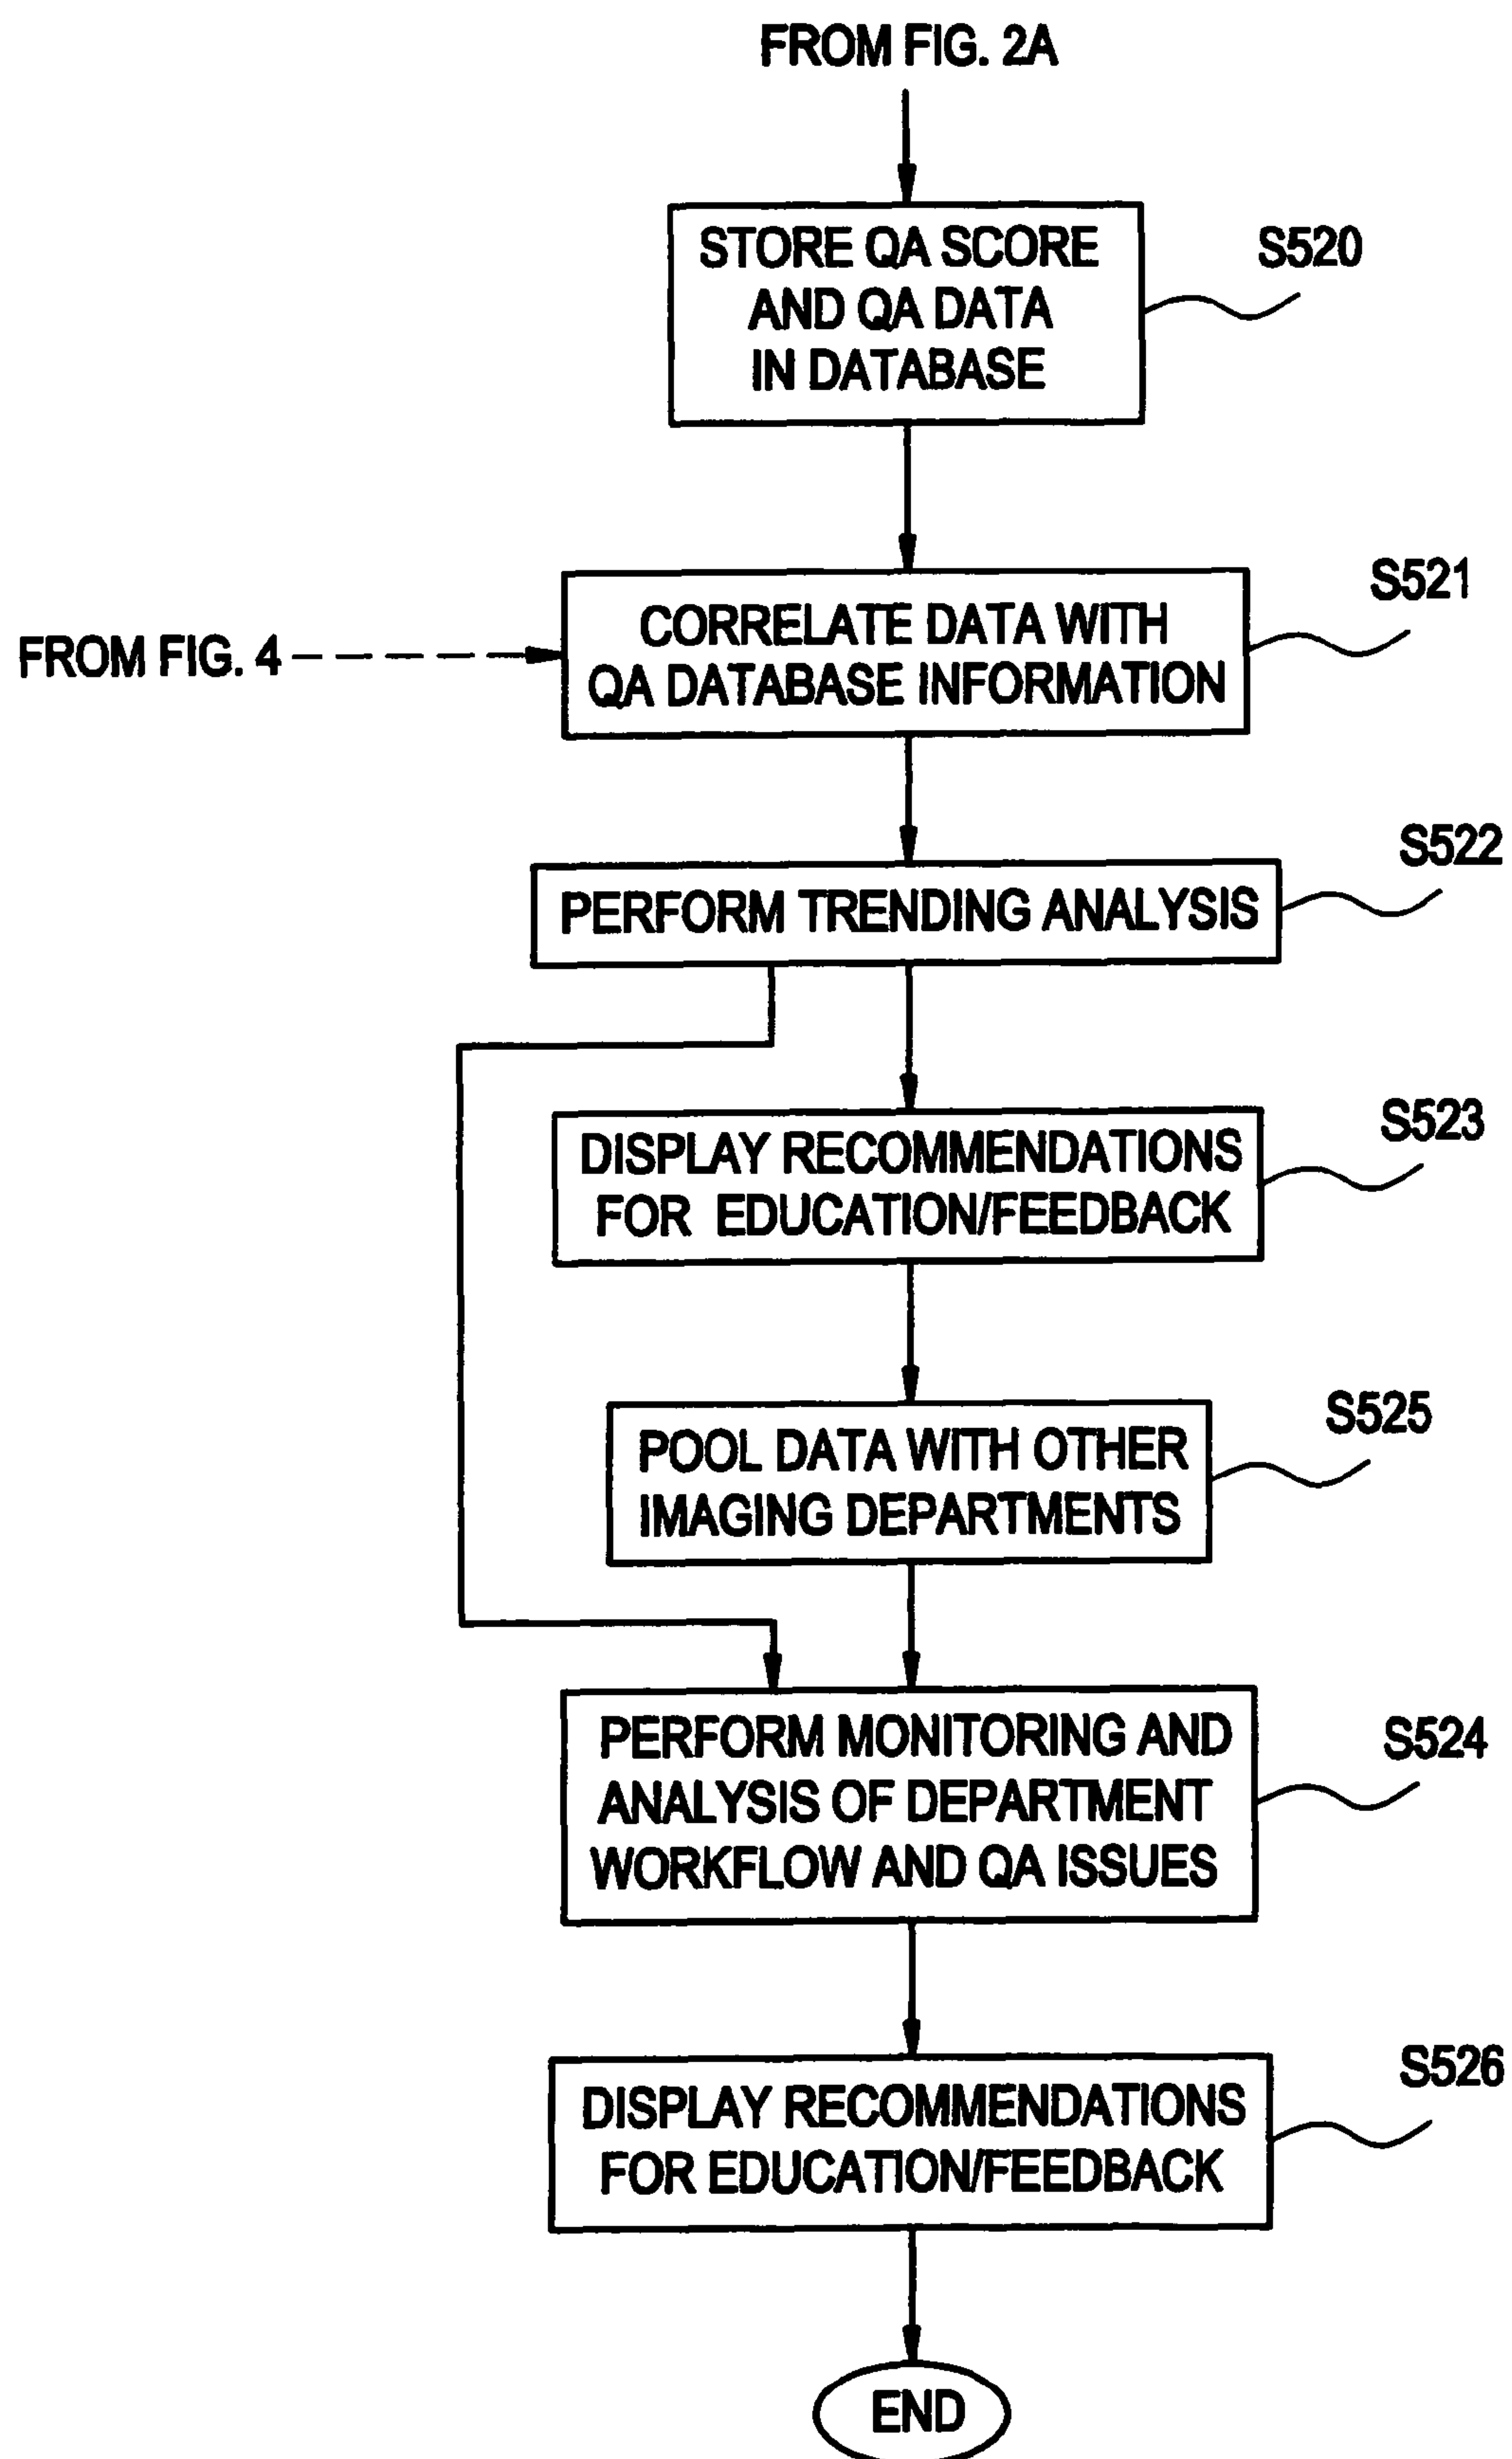 FROM FIG. 2A
STORE QA SCORE
AND QA DATA
IN DATABASE
S520
FROM FIG. 4
CORRELATE DATA WITH
QA DATABASE INFORMATION
S521
PERFORM TRENDING ANALYSIS
S522
DISPLAY RECOMMENDATIONS
FOR EDUCATION/FEEDBACK
S523
POOL DATA WITH OTHER
IMAGING DEPARTMENTS
S525
PERFORM MONITORING AND
ANALYSIS OF DEPARTMENT
WORKFLOW AND QA ISSUES
S524
DISPLAY RECOMMENDATIONS
FOR EDUCATION/FEEDBACK
S526
END